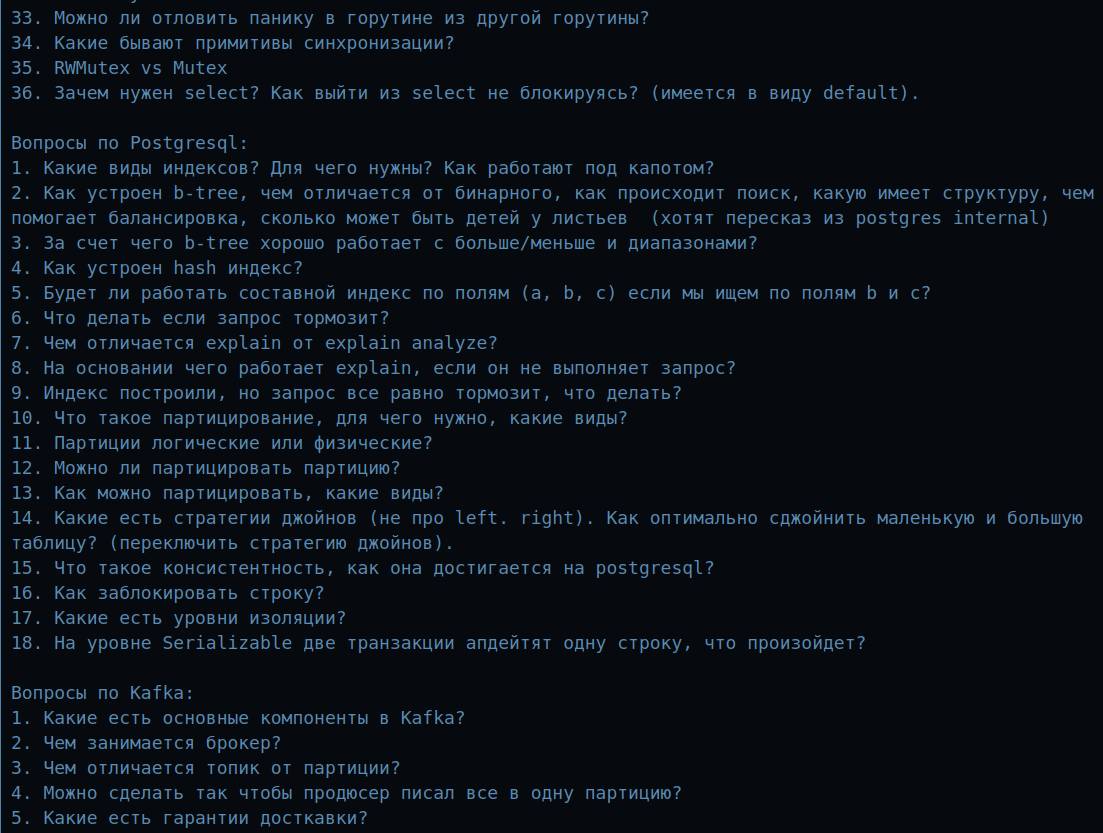 33. Можно ли отловить панику в горутине из другой горутины?
34. Какие бывают примитивы синхронизации?
35. RWMutex vs Mutex
36. Зачем нужен select? Как выйти из select не блокируясь? (имеется в виду default).
Вопросы по Postgresql:
1. Какие виды индексов? Для чего нужны? Как работают под капотом?
2. Как устроен b-tree, чем отличается от бинарного, как происходит поиск, какую имеет структуру, чем
помогает балансировка, сколько может быть детей у листьев  (хотят пересказ из postgres internal)
3. За счет чего b-tree хорошо работает с больше/меньше и диапазонами?
4. Как устроен hash индекс?
5. Будет ли работать составной индекс по полям (a, b, c) если мы ищем по полям b и c?
6. Что делать если запрос тормозит?
7. Чем отличается explain от explain analyze?
8. На основании чего работает explain, если он не выполняет запрос?
9. Индекс построили, но запрос все равно тормозит, что делать?
10. Что такое партицирование, для чего нужно, какие виды?
11. Партиции логические или физические?
12. Можно ли партицировать партицию?
13. Как можно партицировать, какие виды?
14. Какие есть стратегии джойнов (не про left. right). Как оптимально сджойнить маленькую и большую
таблицу? (переключить стратегию джойнов).
15. Что такое консистентность, как она достигается на postgresql?
16. Как заблокировать строку?
17. Какие есть уровни изоляции?
18. На уровне Serializable две транзакции апдейтят одну строку, что произойдет?
Вопросы по Kafka:
1. Какие есть основные компоненты в Kafka?
2. Чем занимается брокер?
3. Чем отличается топик от партиции?
4. Можно сделать так чтобы продюсер писал все в одну партицию?
5. Какие есть гарантии досткавки?